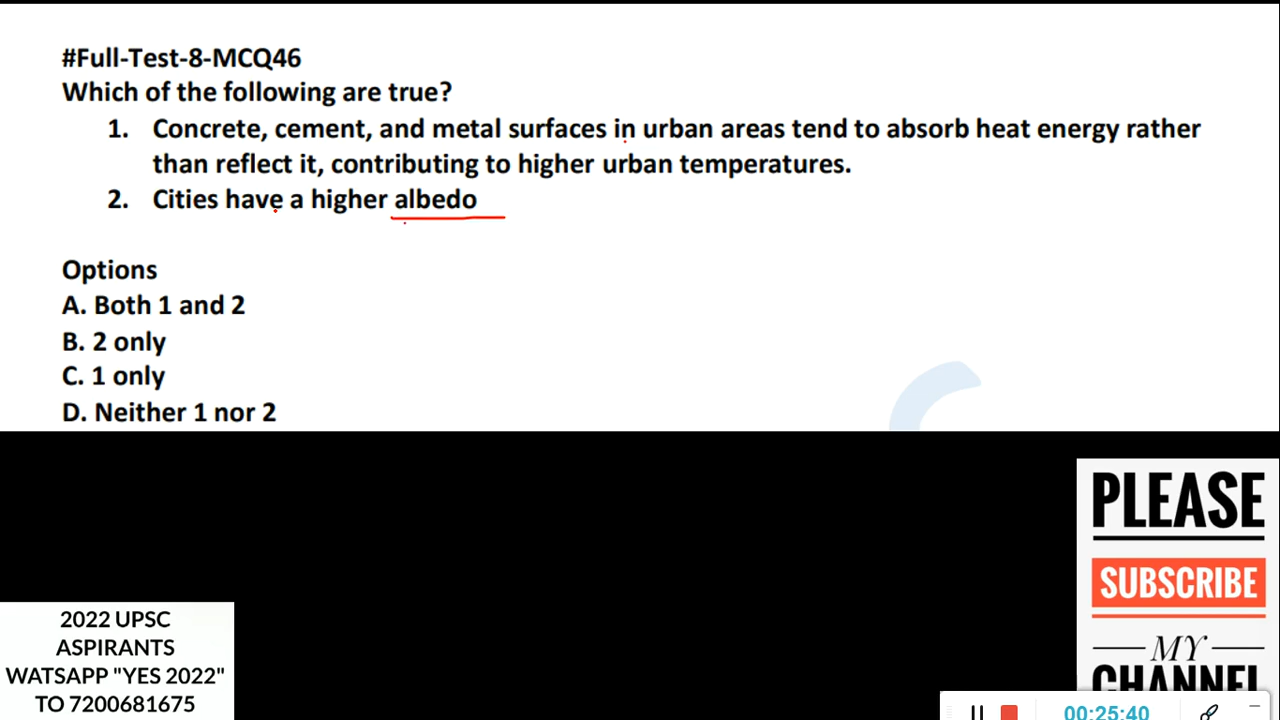 #Full-Test-8-MCQ46
Which of the following are true?
1. Concrete, cement, and metal surfaces in urban areas tend to absorb heat energy rather
than reflect it, contributing to higher urban temperatures.
2. Cities have a higher albedo
Options
A. Both 1 and 2
B. 2 only
C. 1 only
D. Neither 1 nor 2
PLEASE
SUBSCRIBE
MY
CHANNEL
2022 UPSC
ASPIRANTS
WATSAPP "YES 2022"
TO 7200681675
00:25:40